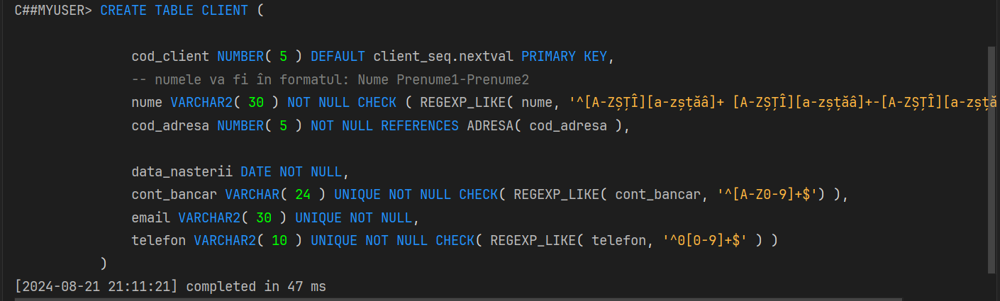 C##MYUSER> CREATE TABLE CLIENT (
cod_client NUMBER( 5 ) DEFAULT client_seq.nextval PRIMARY KEY,
-- numele va fi în formatul: Nume Prenume1-Prenume2
nume VARCHAR2( 30 ) NOT NULL CHECK ( REGEXP_LIKE( nume, '^[A-ZȘȚÎ][a-zșțăâ]+ [A-ZȘȚÎ][a-zșțăâ]+-[A-ZȘȚÎ][a-zșță
cod_adresa NUMBER( 5 ) NOT NULL REFERENCES ADRESA( cod_adresa ),
data_nasterii DATE NOT NULL,
cont_bancar VARCHAR( 24 ) UNIQUE NOT NULL CHECK( REGEXP_LIKE( cont_bancar, '^[A-Z0-9]+$') ),
email VARCHAR2( 30 ) UNIQUE NOT NULL,
telefon VARCHAR2( 10 ) UNIQUE NOT NULL CHECK( REGEXP_LIKE( telefon, '^0[0-9]+$' ) )
)
[2024-08-21 21:11:21] completed in 47 ms